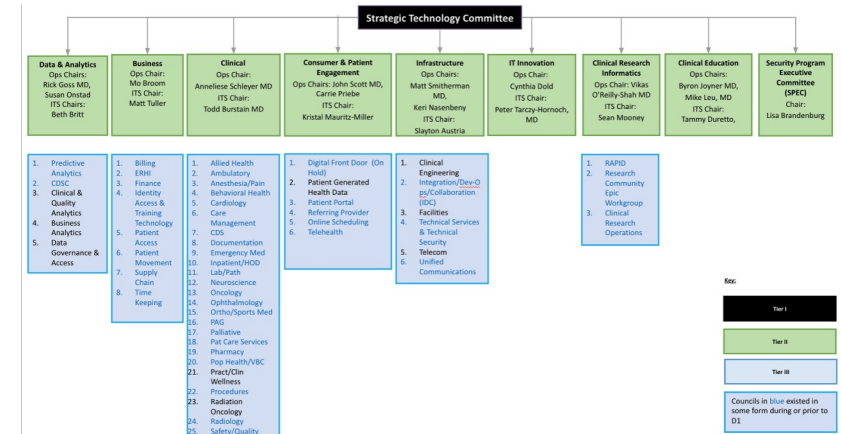 Strategic Technology Committee
Data & Analytics
Ops Chairs:
Rick Goss MD,
Susan Onstad
ITS Chairs:
Beth Britt
Business
Ops Chair:
Mo Broom
ITS Chair:
Matt Tuller
Clinical
Ops Chair:
Anneliese Schleyer MD
ITS Chair:
Todd Burstain MD
Consumer & Patient
Engagement
Ops Chairs: John Scott MD,
Carrie Priebe
ITS Chair:
Kristal Mauritz-Miller
Infrastructure
Ops Chairs:
Matt Smitherman
MD,
Keri Nasenbeny
ITS Chair:
Slayton Austria
IT Innovation
Ops Chair:
Cynthia Dold
ITS Chair:
Peter Tarczy-Hornoch,
MD
Clinical Research
Informatics
Ops Chair: Vikas
O'Reilly-Shah MD
ITS Chair:
Sean Mooney
Clinical Education
Ops Chairs:
Byron Joyner MD,
Mike Leu, MD
ITS Chairs:
Tammy Duretto,
Security Program
Executive
Committee
(SPEC)
Chair:
Lisa Brandenburg
1. Predictive
Analytics
2. CDSC
3. Clinical &
Quality
Analytics
4. Business
Analytics
5. Data
Governance &
Access
1. Billing
2. ERHI
3. Finance
4. Identity
Access &
Training
Technology
5. Patient
Access
6. Patient
Movement
7. Supply
Chain
8. Time
Keeping
1. Allied Health
2. Ambulatory
3. Anesthesia/Pain
4. Behavioral Health
5. Cardiology
6. Care
Management
7. CDS
8. Documentation
9. Emergency Med
10. Inpatient/HOD
11. Lab/Path
12. Neuroscience
13. Oncology
14. Ophthalmology
15. Ortho/Sports Med
16. PAG
17. Palliative
18. Pat Care Services
19. Pharmacy
20. Pop Health/VBC
21. Pract/Clin
Wellness
22. Procedures
23. Radiation
Oncology
24. Radiology
25. Safety/Quality
1. Digital Front Door (On
Hold)
2. Patient Generated
Health Data
3. Patient Portal
4. Referring Provider
5. Online Scheduling
6. Telehealth
1. Clinical
Engineering
2. Integration/Dev-O
ps/Collaboration
(IDC)
3. Facilities
4. Technical Services
& Technical
Security
5. Telecom
6. Unified
Communications
1. RAPID
2. Research
Community
Epic
Workgroup
3. Clinical
Research
Operations
Key:
Tier I
Tier II
Tier III
Councils in blue existed in
some form during or prior to
D1